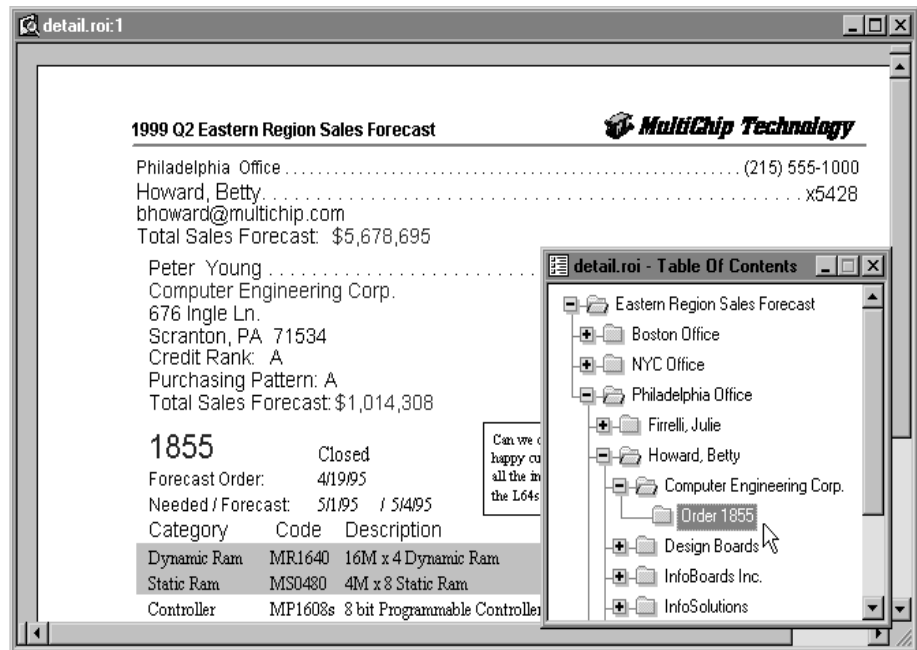 detail.roi:1
1999 Q2 Eastern Region Sales Forecast
MultiChip Technology
Philadelphia Office . . . . . . . . . . . . . . . . . . . . . . . . . . . . . . . . . . . . . . . . . . . . . . . . . . . . . . . . (215) 555-1000
Howard, Betty. . . . . . . . . . . . . . . . . . . . . . . . . . . . . . . . . . . . . . . . . . . . . . . . . . x5428
bhoward@multichip.com
Total Sales Forecast: $5,678,695
Peter Young . . . . . . . . . . . . . . . . . . . . . . . .
Computer Engineering Corp.
676 Ingle Ln.
Scranton, PA 71534
Credit Rank: A
Purchasing Pattern: A
Total Sales Forecast: $1,014,308
1855 Closed
Forecast Order: 4/19/95
Needed / Forecast: 5/1/95 / 5/4/95
Can we
happy
all the
the L64s
Category Code Description
Dynamic Ram MR1640 16M x 4 Dynamic Ram
Static Ram MS0480 4M x 8 Static Ram
Controller MP1608s 8 bit Programmable Controller
detail.roi - Table Of Contents
Eastern Region Sales Forecast
Boston Office
NYC Office
Philadelphia Office
Firrelli, Julie
Howard, Betty
Computer Engineering Corp.
Order 1855
Design Boards
InfoBoards Inc.
InfoSolutions